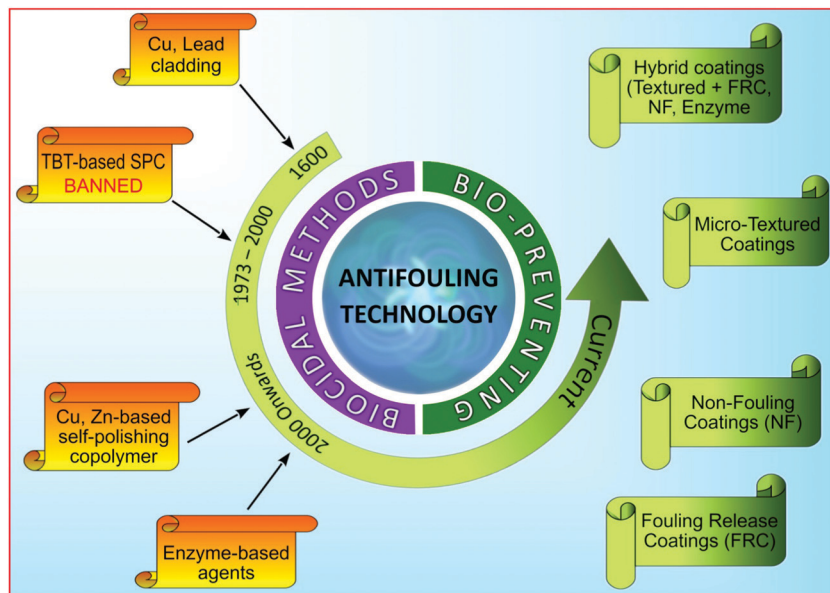 Cu, Lead
cladding
TBT-based SPC
BANNED
Cu, Zn-based
self-polishing
copolymer
Enzyme-based
agents
1600
1973 – 2000
2000 Onwards
Current
BIOCIDAL METHODS
BIO-PREVENTING
ANTIFOULING
TECHNOLOGY
Hybrid coatings
(Textured + FRC,
NF, Enzyme
Micro-Textured
Coatings
Non-Fouling
Coatings (NF)
Fouling Release
Coatings (FRC)